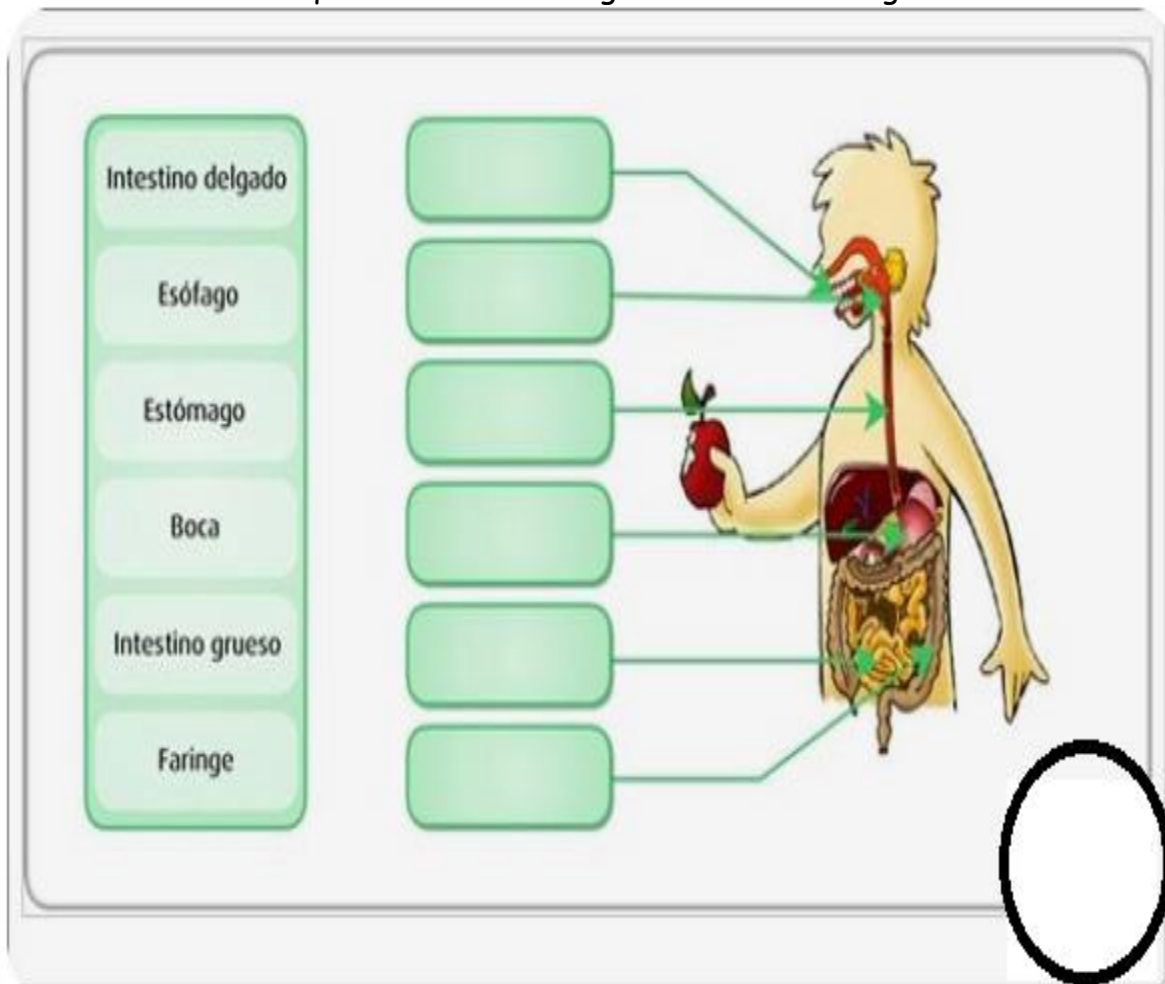 Intestino delgado
Esófago
Estómago
Boca
Intestino grueso
Faringe